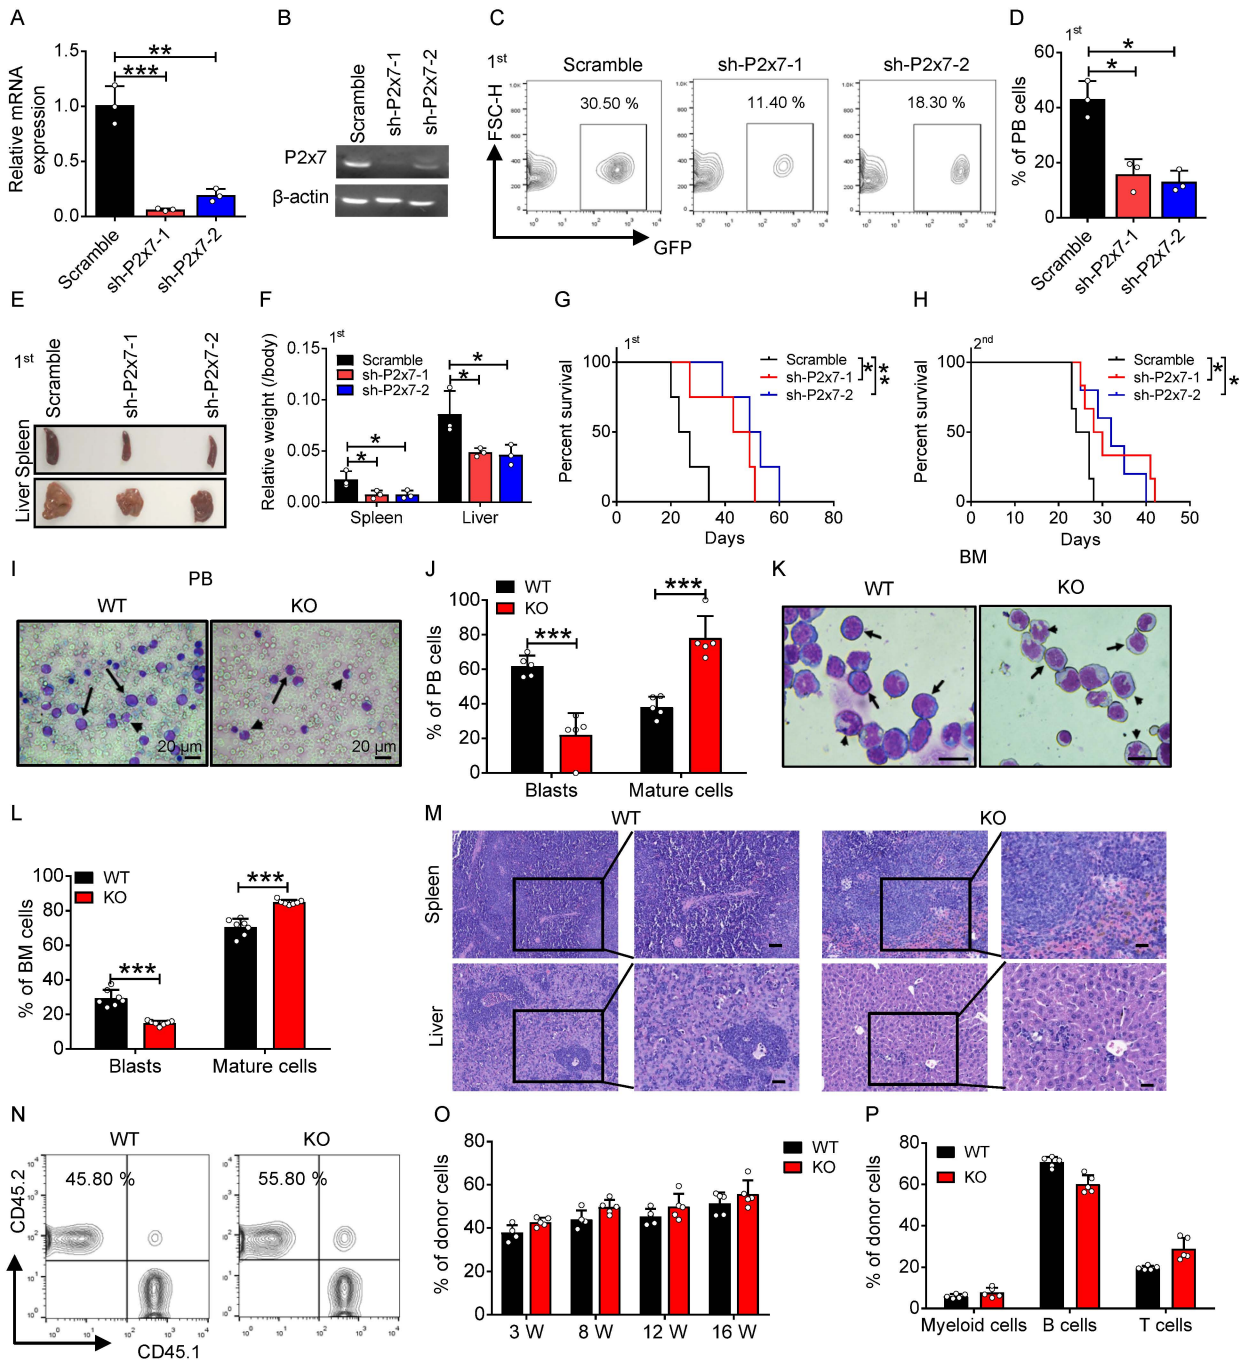 A
Relative mRNA
expression
1.5
1.0
0.5
0.0
**
***
Scramble
sh-P2x7-1
sh-P2x7-2
B
Scramble
sh-P2x7-1
sh-P2x7-2
P2x7
β-actin
C
1st
Scramble
sh-P2x7-1
sh-P2x7-2
FSC-H
30.50 %
11.40 %
18.30 %
GFP
D
1st
% of PB cells
60
40
20
0
*
*
Scramble
sh-P2x7-1
sh-P2x7-2
E
1st
Scramble
sh-P2x7-1
sh-P2x7-2
Spleen
Liver
F
1st
Relative weight (/body)
0.15
0.10
0.05
0.00
Scramble
sh-P2x7-1
sh-P2x7-2
*
*
*
*
Spleen
Liver
G
1st
Percent survival
100
50
0
Scramble
sh-P2x7-1
sh-P2x7-2
*
**
0 20 40 60 80
Days
H
2nd
Percent survival
100
50
0
Scramble
sh-P2x7-1
sh-P2x7-2
*
*
0 10 20 30 40 50
Days
I
PB
WT
KO
20 µm
20 µm
J
WT
KO
% of PB cells
100
80
60
40
20
0
***
***
Blasts
Mature cells
K
BM
WT
KO
L
WT
KO
% of BM cells
100
80
60
40
20
0
***
***
Blasts
Mature cells
M
WT
KO
Spleen
Liver
N
WT
KO
CD45.2
45.80 %
55.80 %
CD45.1
O
WT
KO
% of donor cells
80
60
40
20
0
3 W 8 W 12 W 16 W
P
WT
KO
% of donor cells
80
60
40
20
0
Myeloid cells B cells T cells